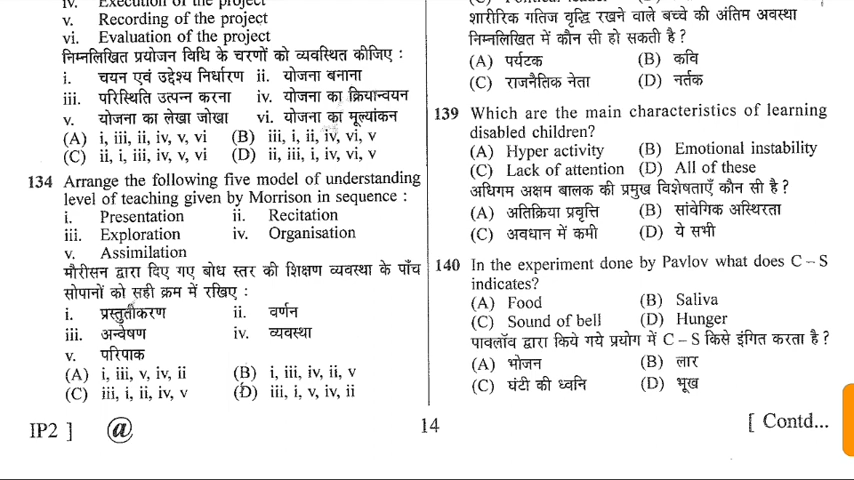 iv. Execution of the project
v. Recording of the project
vi. Evaluation of the project
निम्नलिखित प्रयोजन विधि के चरणों को व्यवस्थित कीजिए :
i. चयन एवं उद्देश्य निर्धारण ii. योजना बनाना
iii. परिस्थिति उत्पन्न करना iv. योजना का क्रियान्वयन
v. योजना का लेखा जोखा vi. योजना का मूल्यांकन
(A) i, iii, ii, iv, v, vi (B) iii, i, ii, iv, vi, v
(C) ii, i, iii, iv, v, vi (D) ii, iii, i, iv, vi, v
134 Arrange the following five model of understanding
level of teaching given by Morrison in sequence :
i. Presentation ii. Recitation
iii. Exploration iv. Organisation
v. Assimilation
मौरीसन द्वारा दिए गए बोध स्तर की शिक्षण व्यवस्था के पाँच
सोपानों को सही क्रम में रखिए :
i. प्रस्तुतीकरण ii. वर्णन
iii. अन्वेषण iv. व्यवस्था
v. परिपाक
(A) i, iii, v, iv, ii (B) i, iii, iv, ii, v
(C) iii, i, ii, iv, v (D) iii, i, v, iv, ii
शारीरिक गतिज वृद्धि रखने वाले बच्चे की अंतिम अवस्था
निम्नलिखित में कौन सी हो सकती है ?
(A) पर्यटक (B) कवि
(C) राजनैतिक नेता (D) नर्तक
139 Which are the main characteristics of learning
disabled children?
(A) Hyper activity (B) Emotional instability
(C) Lack of attention (D) All of these
अधिगम अक्षम बालक की प्रमुख विशेषताएँ कौन सी है ?
(A) अतिक्रिया प्रवृत्ति (B) सांवेगिक अस्थिरता
(C) अवधान में कमी (D) ये सभी
140 In the experiment done by Pavlov what does C – S
indicates?
(A) Food (B) Saliva
(C) Sound of bell (D) Hunger
पावलॉव द्वारा किये गये प्रयोग में C – S किसे इंगित करता है ?
(A) भोजन (B) लार
(C) घंटी की ध्वनि (D) भूख
IP2 ] a 14 [ Contd...